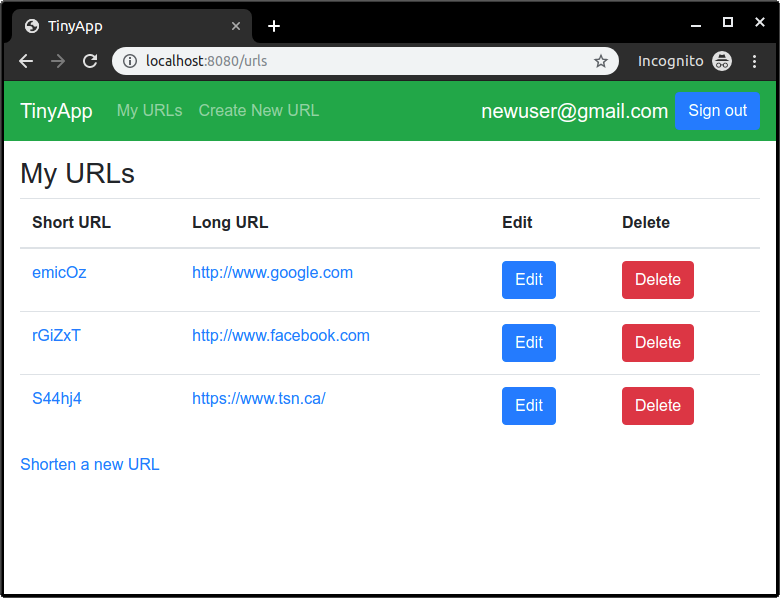 TinyApp
localhost:8080/urls
Incognito
TinyApp My URLs Create New URL newuser@gmail.com Sign out
My URLs
Short URL Long URL Edit Delete
emicOz http://www.google.com Edit Delete
rGiZxT http://www.facebook.com Edit Delete
S44hj4 https://www.tsn.ca/ Edit Delete
Shorten a new URL